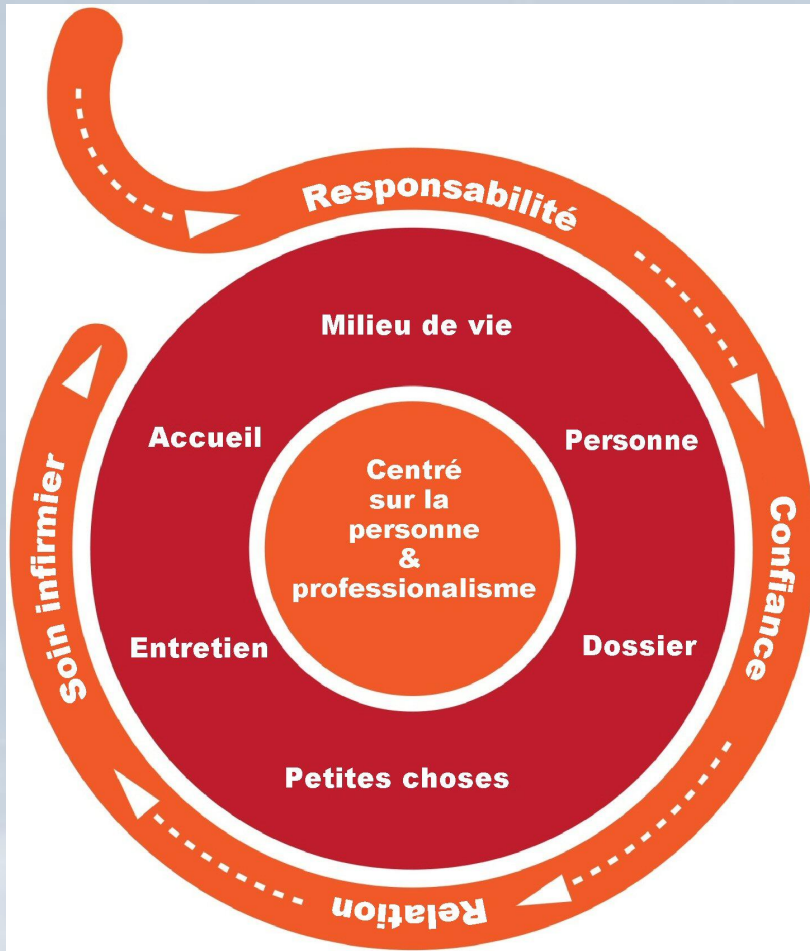 Responsabilité
Confiance
Relation
Soin infirmier
Milieu de vie
Personne
Dossier
Petites choses
Entretien
Accueil
Centré
sur la
personne
&
professionalisme